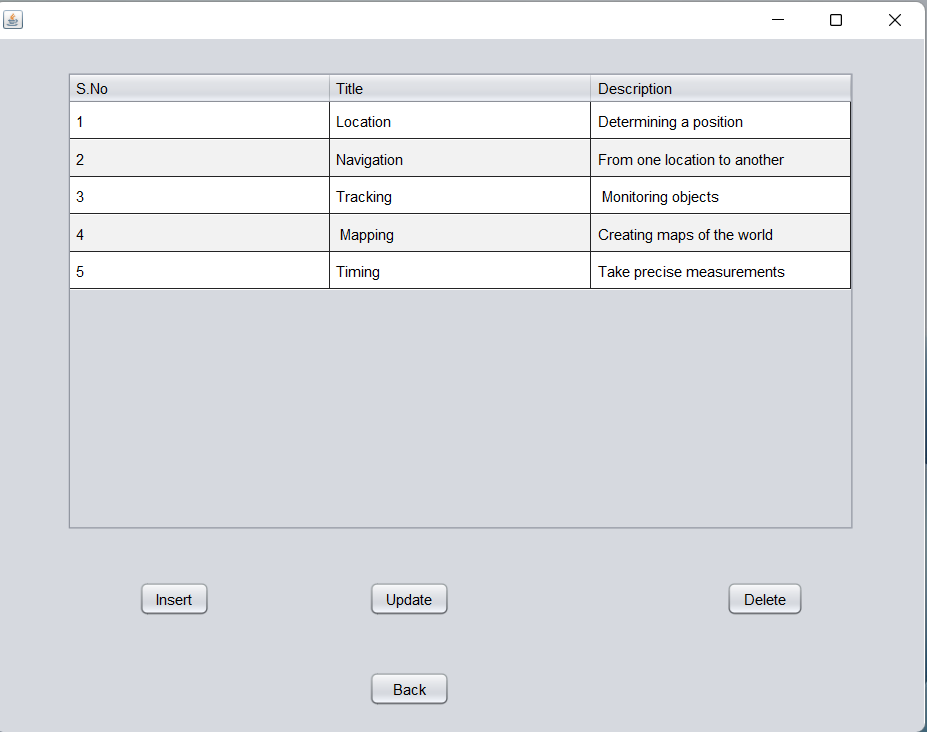 S.No Title Description
1 Location Determining a position
2 Navigation From one location to another
3 Tracking Monitoring objects
4 Mapping Creating maps of the world
5 Timing Take precise measurements
Insert Update Delete
Back